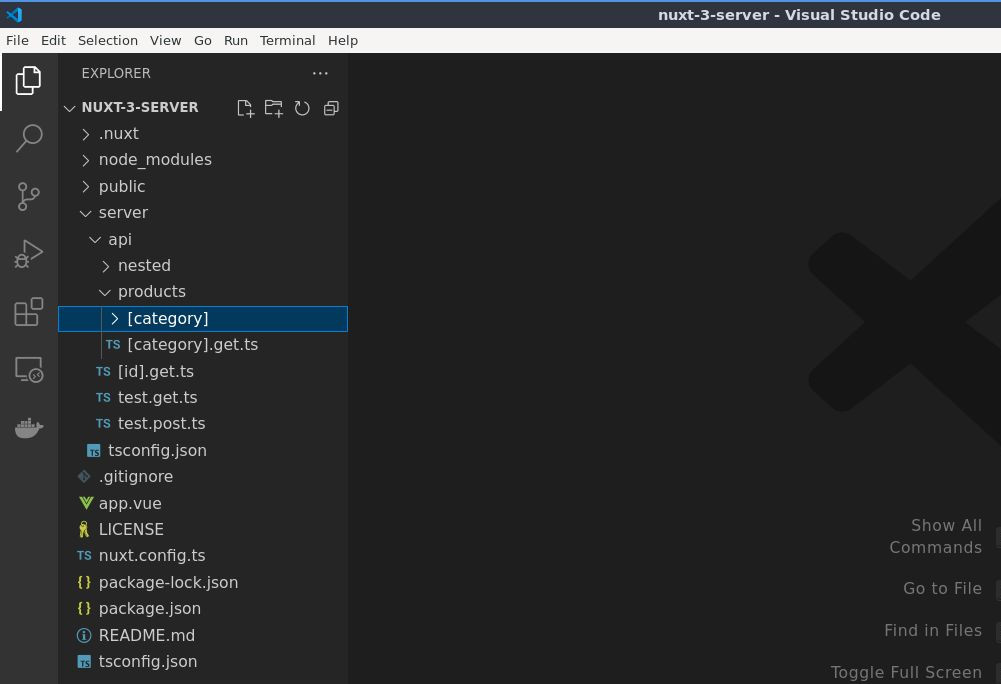 nuxt-3-server - Visual Studio Code
File Edit Selection View Go Run Terminal Help
EXPLORER
NUXT-3-SERVER
.nuxt
node_modules
public
server
api
nested
products
[category]
TS [category].get.ts
TS [id].get.ts
TS test.get.ts
TS test.post.ts
TS tsconfig.json
.gitignore
app.vue
LICENSE
TS nuxt.config.ts
{} package-lock.json
{} package.json
README.md
TS tsconfig.json
Show All
Commands
Go to File
Find in Files
Toggle Full Screen